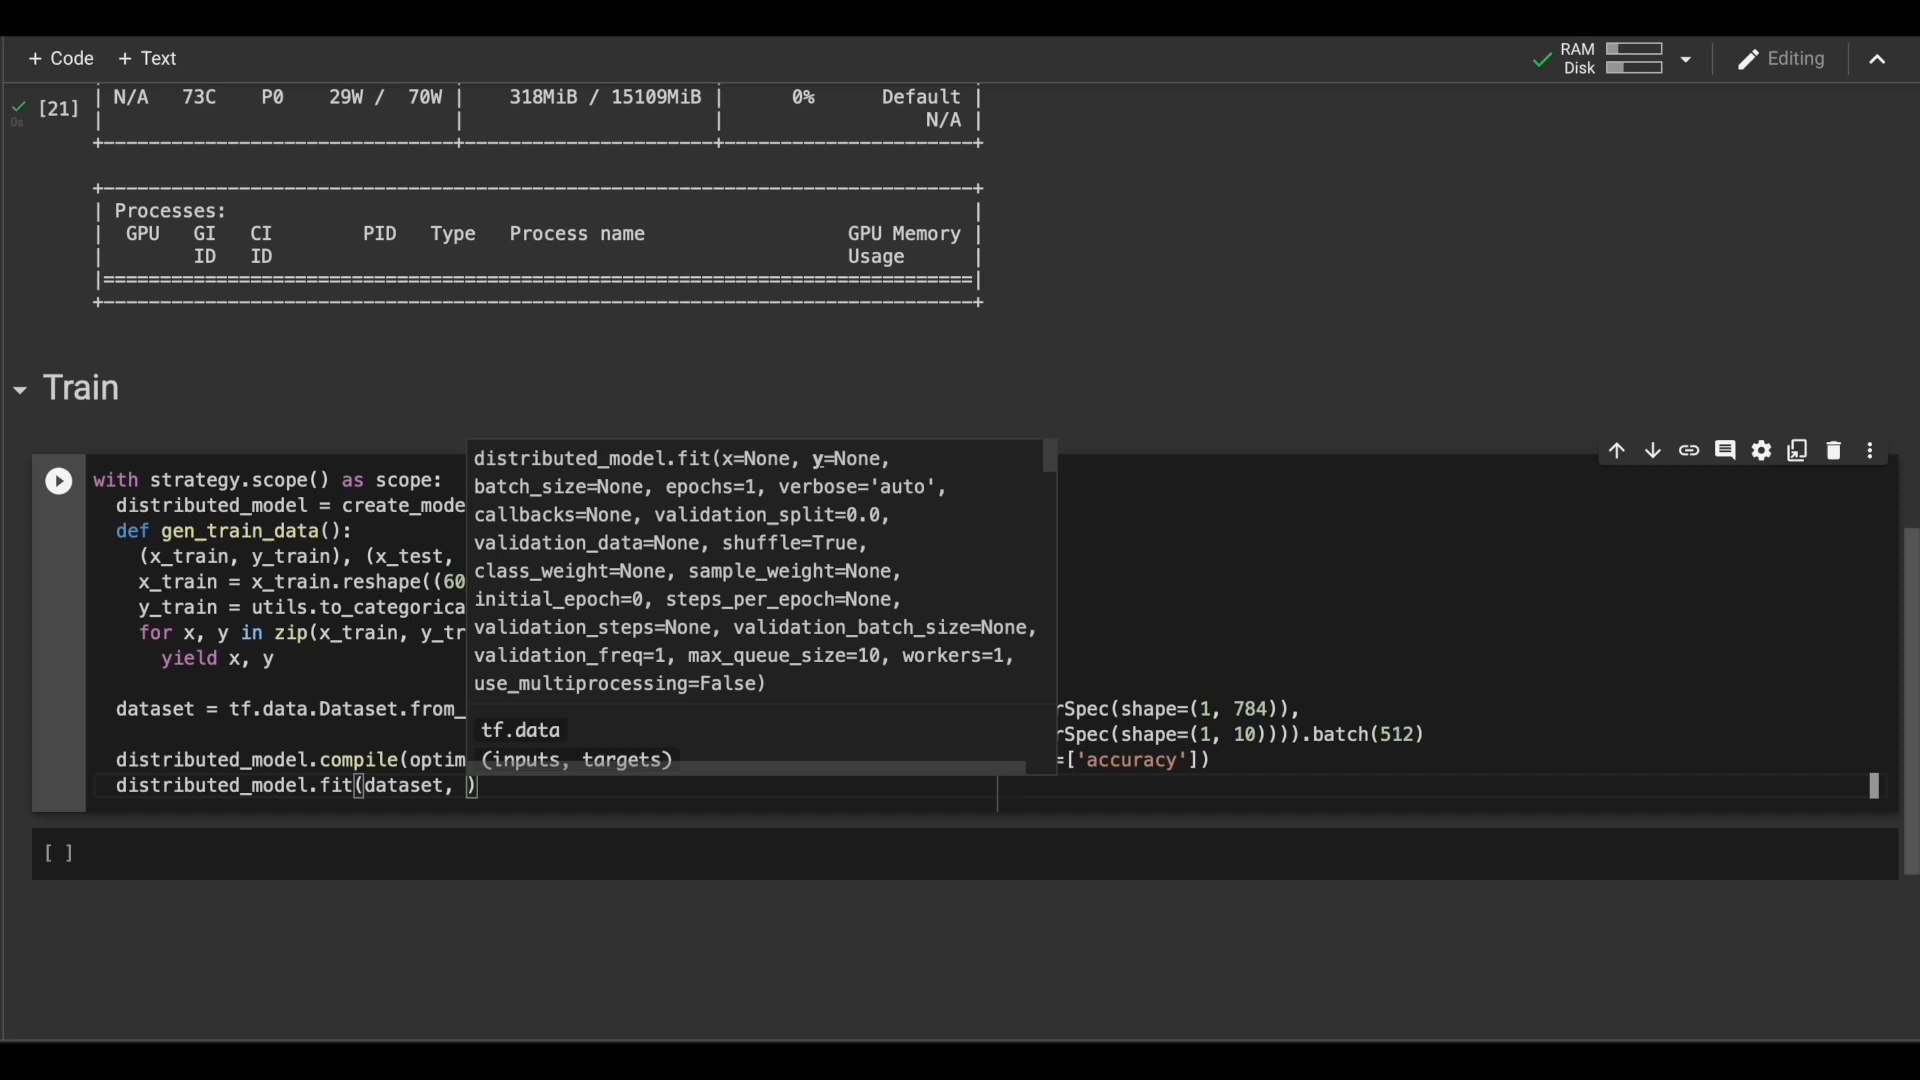 + Code + Text
RAM
Disk
Editing
[21]
0s
| N/A 73C P0 29W / 70W | 318MiB / 15109MiB | 0% Default |
| | | N/A |
+-------------------------------+----------------------+----------------------+
+-----------------------------------------------------------------------------+
| Processes: |
| GPU GI CI PID Type Process name GPU Memory |
| ID ID Usage |
|=============================================================================|
+-----------------------------------------------------------------------------+
Train
with strategy.scope() as scope:
distributed_model = create_mode
def gen_train_data():
(x_train, y_train), (x_test,
x_train = x_train.reshape((60
y_train = utils.to_categorica
for x, y in zip(x_train, y_tr
yield x, y
dataset = tf.data.Dataset.from_
rSpec(shape=(1, 784)),
rSpec(shape=(1, 10)))).batch(512)
distributed_model.compile(optim
=['accuracy'])
distributed_model.fit(dataset, )
distributed_model.fit(x=None, y=None,
batch_size=None, epochs=1, verbose='auto',
callbacks=None, validation_split=0.0,
validation_data=None, shuffle=True,
class_weight=None, sample_weight=None,
initial_epoch=0, steps_per_epoch=None,
validation_steps=None, validation_batch_size=None,
validation_freq=1, max_queue_size=10, workers=1,
use_multiprocessing=False)
tf.data
(inputs, targets)
[ ]